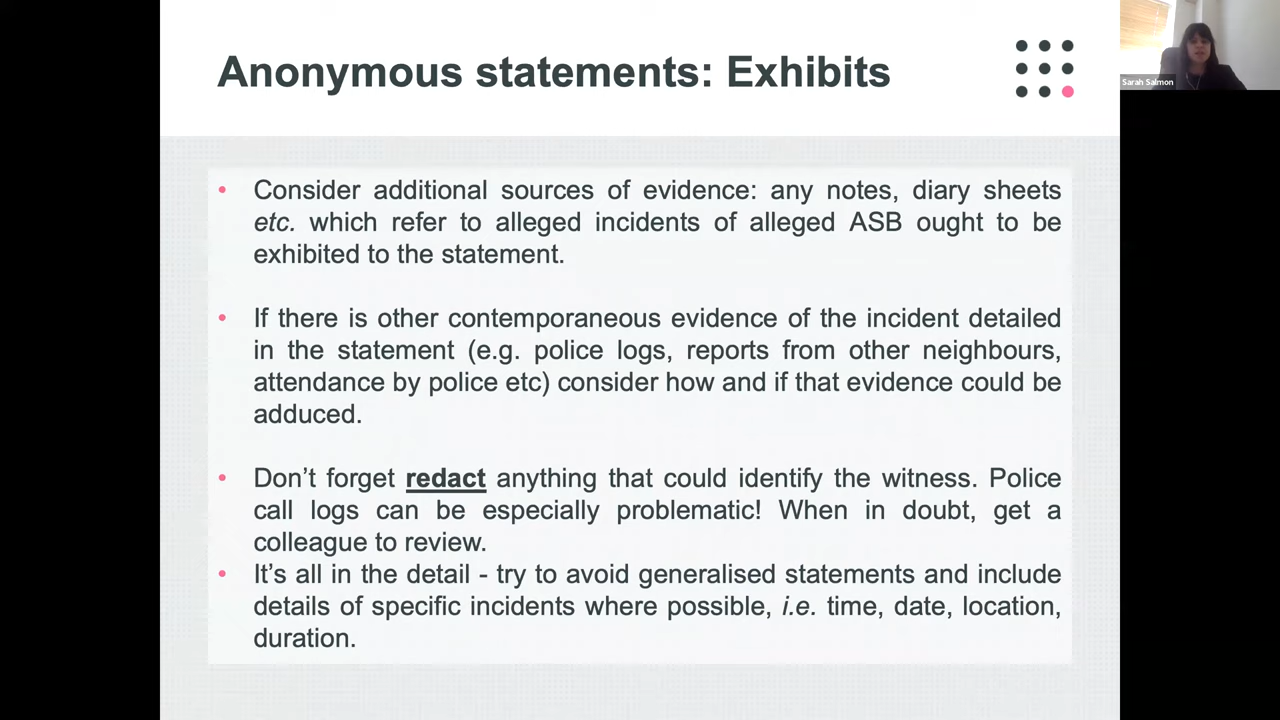 Anonymous statements: Exhibits
Sarah Salmon
• Consider additional sources of evidence: any notes, diary sheets
etc. which refer to alleged incidents of alleged ASB ought to be
exhibited to the statement.
• If there is other contemporaneous evidence of the incident detailed
in the statement (e.g. police logs, reports from other neighbours,
attendance by police etc) consider how and if that evidence could be
adduced.
• Don’t forget redact anything that could identify the witness. Police
call logs can be especially problematic! When in doubt, get a
colleague to review.
• It’s all in the detail - try to avoid generalised statements and include
details of specific incidents where possible, i.e. time, date, location,
duration.